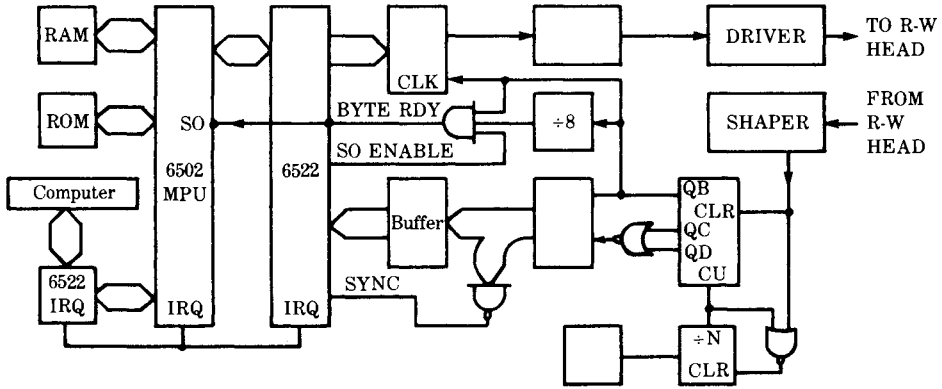 RAM
ROM
Computer
6522
IRQ
SO
6502
MPU
IRQ
6522
IRQ
CLK
BYTE RDY
SO ENABLE
÷8
Buffer
SYNC
DRIVER
TO R-W
HEAD
SHAPER
FROM
R-W
HEAD
QB
CLR
QC
QD
CU
÷N
CLR